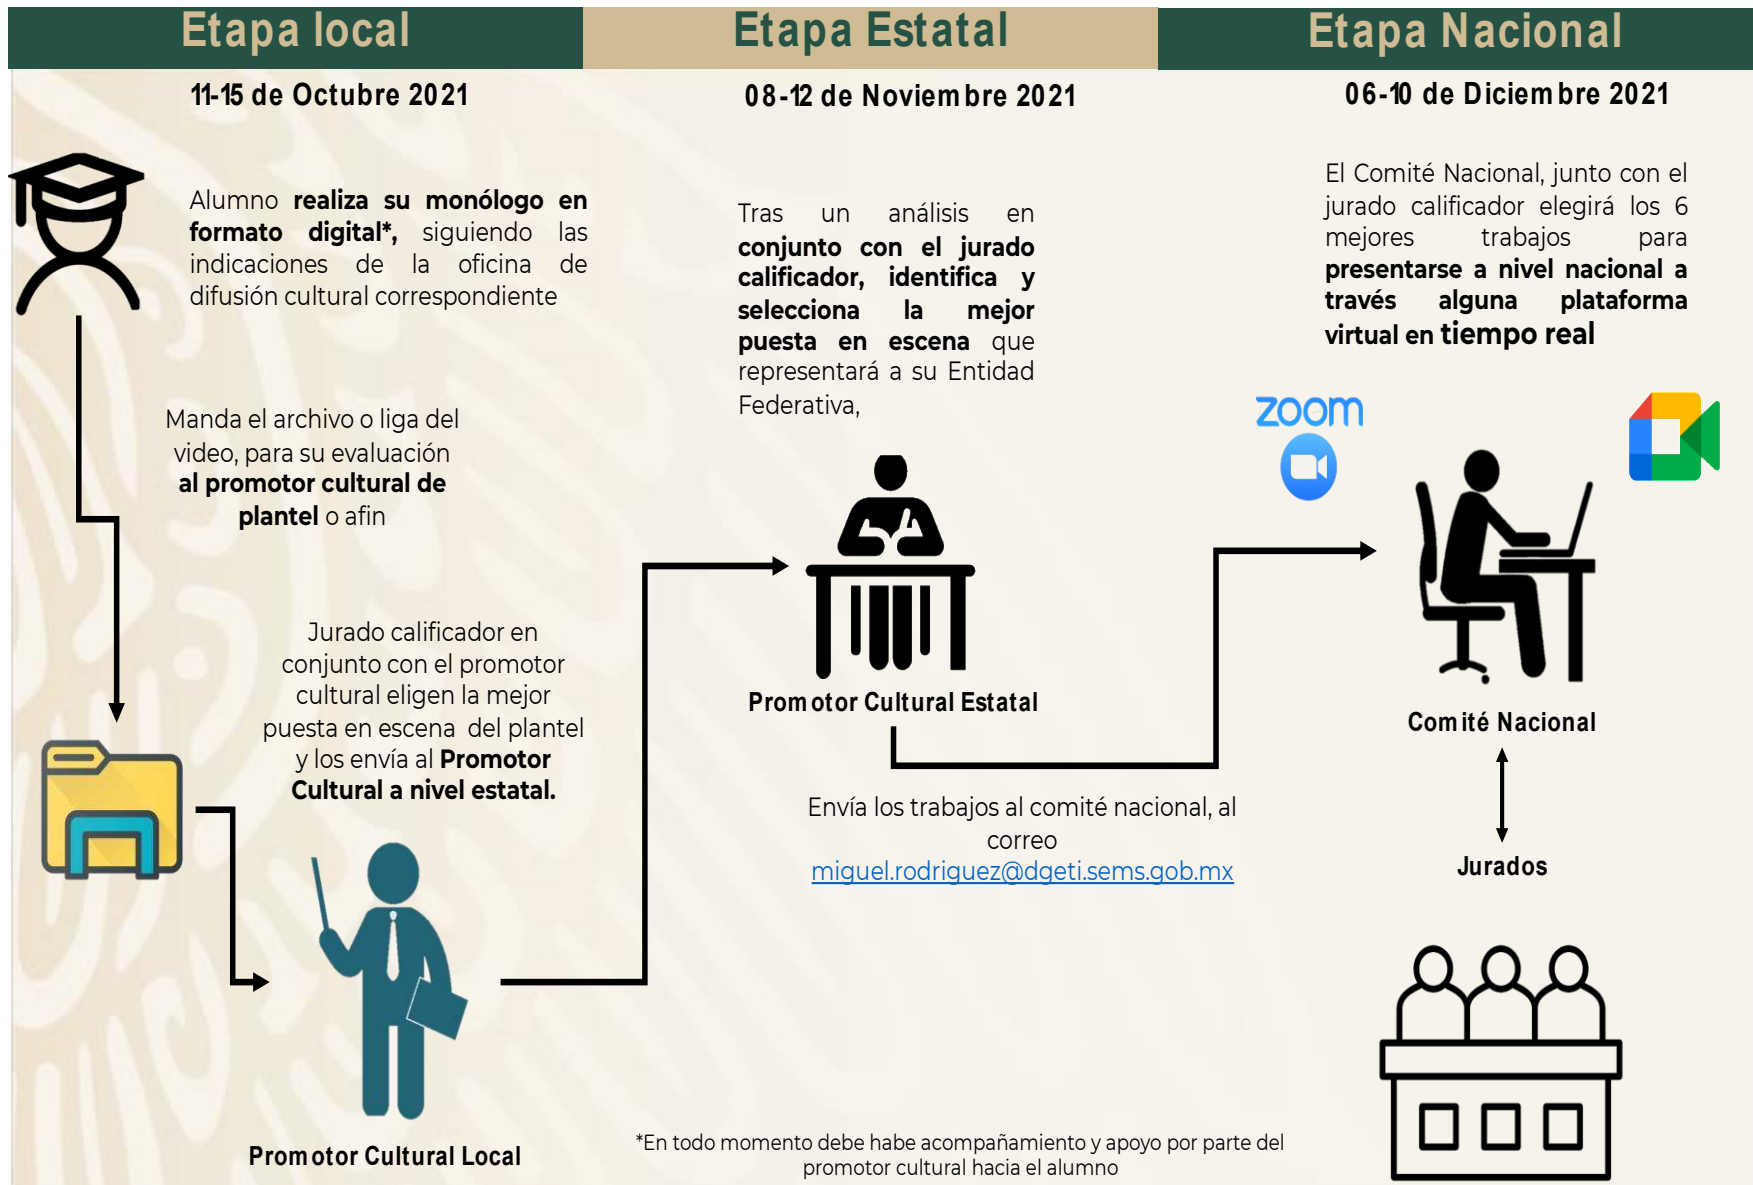 Etapa local
11-15 de Octubre 2021
Alumno realiza su monólogo en
formato digital*, siguiendo las
indicaciones de la oficina de
difusión cultural correspondiente
Manda el archivo o liga del
video, para su evaluación
al promotor cultural de
plantel o afin
Jurado calificador en
conjunto con el promotor
cultural eligen la mejor
puesta en escena del plantel
y los envía al Promotor
Cultural a nivel estatal.
Promotor Cultural Local
Etapa Estatal
08-12 de Noviembre 2021
Tras un análisis en
conjunto con el jurado
calificador, identifica y
selecciona la mejor
puesta en escena que
representará a su Entidad
Federativa,
Promotor Cultural Estatal
Envía los trabajos al comité nacional, al
correo
miguel.rodriguez@dgeti.sems.gob.mx
Etapa Nacional
06-10 de Diciembre 2021
El Comité Nacional, junto con el
jurado calificador elegirá los 6
mejores trabajos para
presentarse a nivel nacional a
través alguna plataforma
virtual en tiempo real
zoom
Comité Nacional
Jurados
*En todo momento debe habe acompañamiento y apoyo por parte del
promotor cultural hacia el alumno